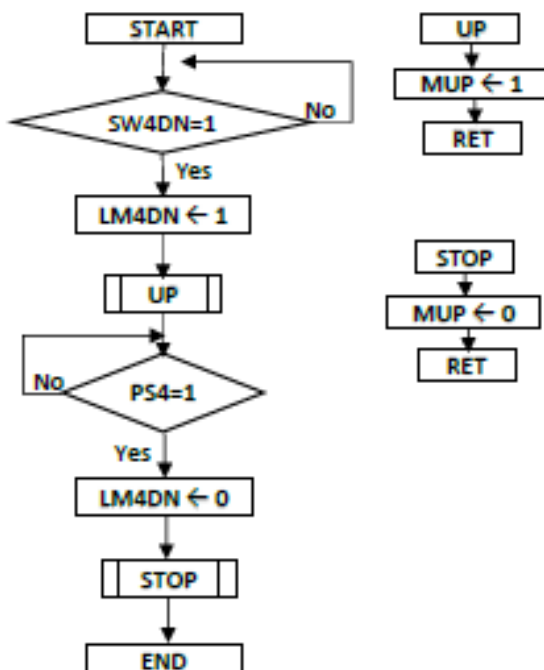 START
SW4DN=1
No
Yes
LM4DN ← 1
UP
No
PS4=1
Yes
LM4DN ← 0
STOP
END
UP
MUP ← 1
RET
STOP
MUP ← 0
RET